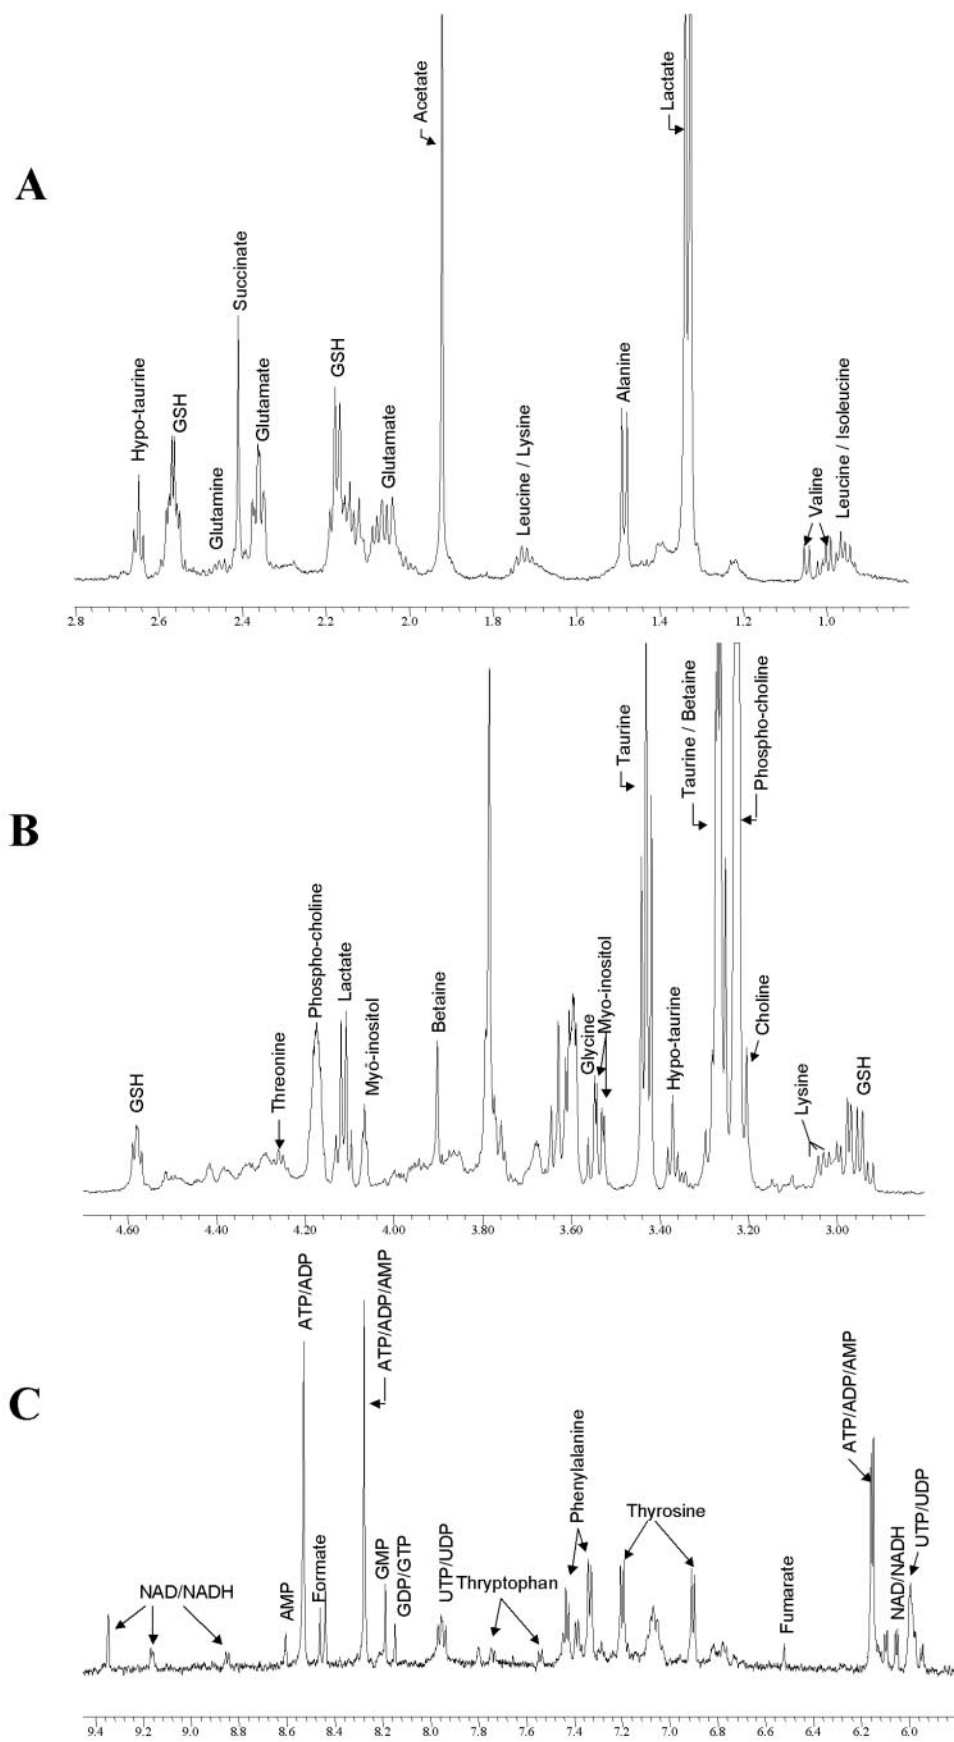 A
Hypo-taurine
GSH
Glutamine
Succinate
Glutamate
GSH
Glutamate
Acetate
Leucine / Lysine
Alanine
Lactate
Valine
Leucine / Isoleucine
2.8 2.6 2.4 2.2 2.0 1.8 1.6 1.4 1.2 1.0
B
GSH
Threonine
Phospho-choline
Lactate
Myo-inositol
Betaine
Glycine
Myo-inositol
Taurine
Hypo-taurine
Taurine / Betaine
Phospho-choline
Choline
Lysine
GSH
4.60 4.40 4.20 4.00 3.80 3.60 3.40 3.20 3.00
C
NAD/NADH
AMP
ATP/ADP
Formate
ATP/ADP/AMP
GMP
GDP/GTP
UTP/UDP
Thryptophan
Phenylalanine
Thyrosine
Fumarate
ATP/ADP/AMP
NAD/NADH
UTP/UDP
9.4 9.2 9.0 8.8 8.6 8.4 8.2 8.0 7.8 7.6 7.4 7.2 7.0 6.8 6.6 6.4 6.2 6.0